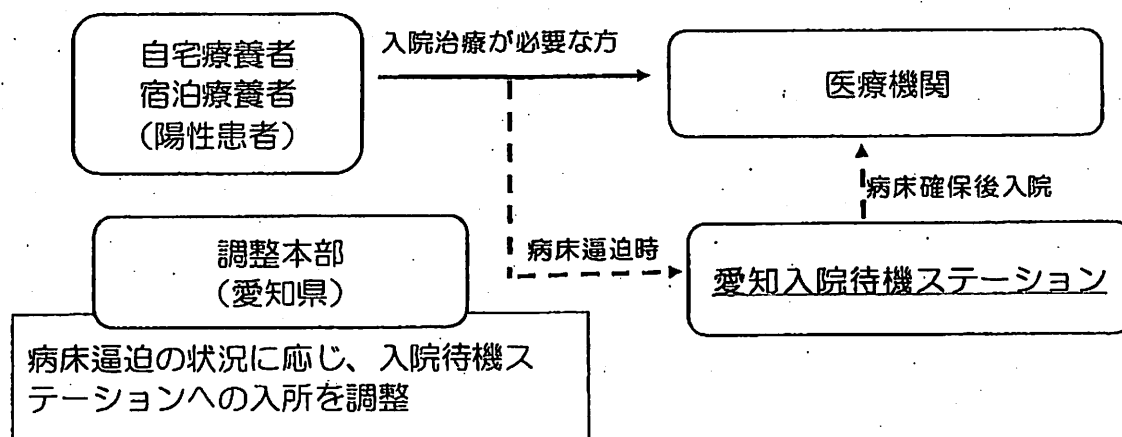 自宅療養者
宿泊療養者
(陽性患者)
入院治療が必要な方
医療機関
病床確保後入院
病床逼迫時
愛知入院待機ステーション
調整本部
(愛知県)
病床逼迫の状況に応じ、入院待機ス
テーションへの入所を調整